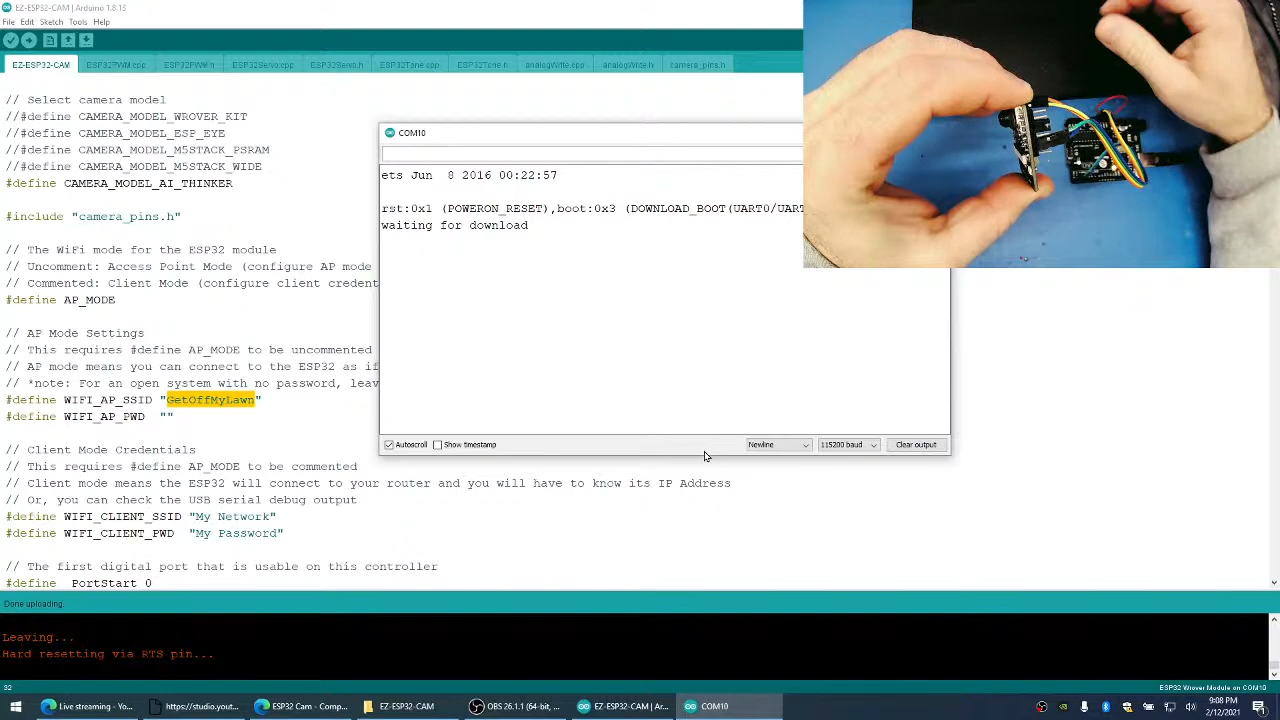 EZ-ESP32-CAM | Arduino 1.8.13
File Edit Sketch Tools Help
EZ-ESP32-CAM ESP32PWM.cpp ESP32PWM.h ESP32Servo.cpp ESP32Servo.h ESP32Tone.cpp ESP32Tone.h analogWrite.cpp analogWrite.h camera_pins.h
// Select camera model
//#define CAMERA_MODEL_WROVER_KIT
//#define CAMERA_MODEL_ESP_EYE
//#define CAMERA_MODEL_M5STACK_PSRAM
//#define CAMERA_MODEL_M5STACK_WIDE
#define CAMERA_MODEL_AI_THINKER
#include "camera_pins.h"
// The WiFi mode for the ESP32 module
// Uncomment: Access Point Mode (configure AP mode
// Commented: Client Mode (configure client credent
#define AP_MODE
// AP Mode Settings
// This requires #define AP_MODE to be uncommented
// AP mode means you can connect to the ESP32 as if
// *note: For an open system with no password, leav
#define WIFI_AP_SSID "GetOffMyLawn"
#define WIFI_AP_PWD ""
// Client Mode Credentials
// This requires #define AP_MODE to be commented
// Client mode means the ESP32 will connect to your router and you will have to know its IP Address
// Or, you can check the USB serial debug output
#define WIFI_CLIENT_SSID "My Network"
#define WIFI_CLIENT_PWD "My Password"
// The first digital port that is usable on this controller
#define PortStart 0
COM10
ets Jun 8 2016 00:22:57
rst:0x1 (POWERON_RESET),boot:0x3 (DOWNLOAD_BOOT(UART0/UART
waiting for download
Autoscroll Show timestamp Newline 115200 baud Clear output
Done uploading.
Leaving...
Hard resetting via RTS pin...
32 ESP32 Wrover Module on COM10
Live streaming - Yo... https://studio.yout... ESP32 Cam - Comp... EZ-ESP32-CAM OBS 26.1.1 (64-bit, ... EZ-ESP32-CAM | Ar... COM10 9:08 PM
2/12/2021